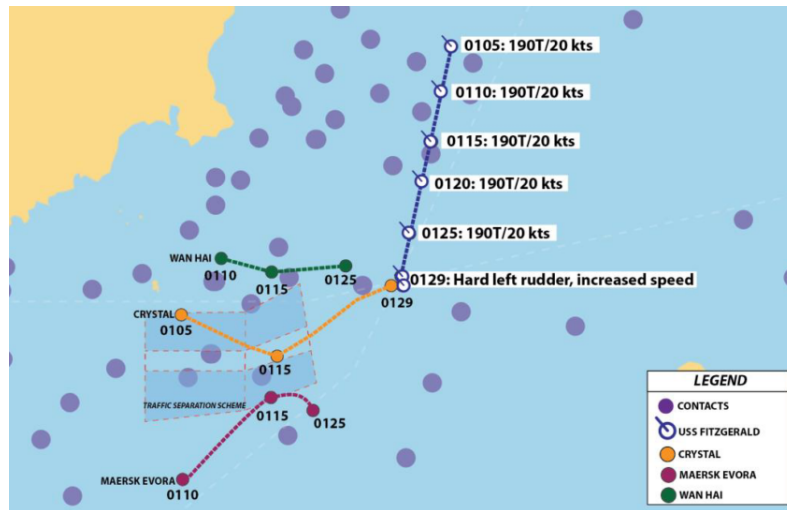 0105: 190T/20 kts
0110: 190T/20 kts
0115: 190T/20 kts
0120: 190T/20 kts
0125: 190T/20 kts
0129: Hard left rudder, increased speed
WAN HAI
0110
0115
0125
0129
CRYSTAL
0105
0115
TRAFFIC SEPARATION SCHEME
0115
0125
MAERSK EVORA
0110
LEGEND
CONTACTS
USS FITZGERALD
CRYSTAL
MAERSK EVORA
WAN HAI